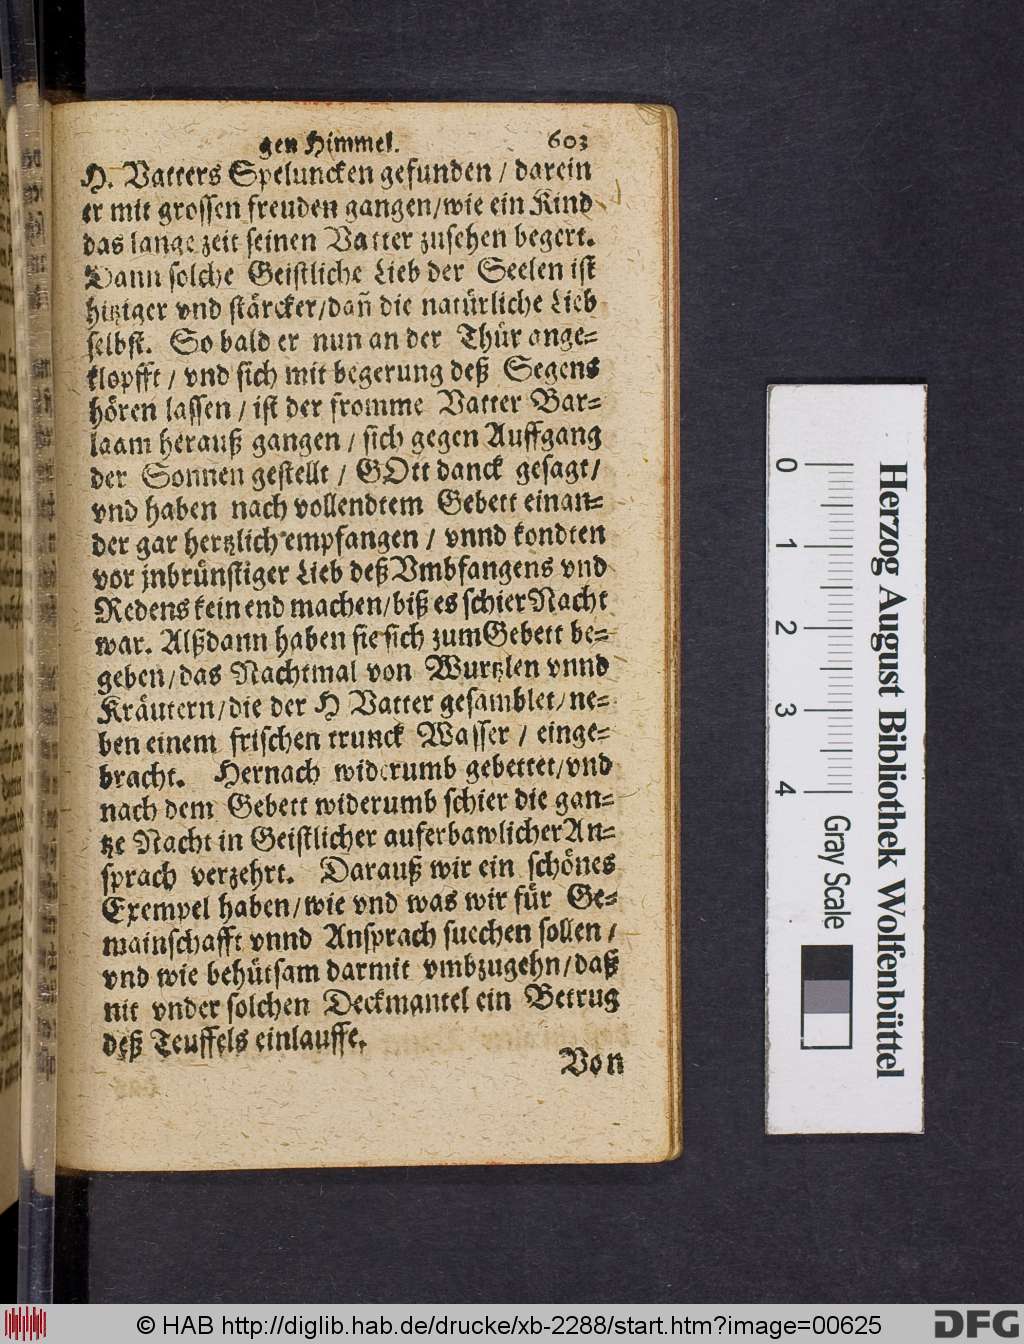 gen Himmel. 603
H. Vatters Speluncken gefunden / darein
er mit grossen freuden gangen/wie ein Kind
das lange zeit seinen Vatter zusehen begert.
Dann solche Geistliche Lieb der Seelen ist
hitziger vnd stärcker/dañ die natürliche Lieb
selbst. So bald er nun an der Thür ange-
klopfft / vnd sich mit begerung deß Segens
hören lassen / ist der fromme Vatter Bar-
laam herauß gangen / sich gegen Auffgang
der Sonnen gestellt / GOtt danck gesagt/
vnd haben nach vollendtem Gebett einan-
der gar hertzlich empfangen / vnnd kondten
vor jnbrünstiger Lieb deß Vmbfangens vnd
Redens kein end machen/biß es schier Nacht
war. Alßdann haben sie sich zum Gebett be-
geben/das Nachtmal von Wurtzlen vnnd
Kräutern/die der H Vatter gesamblet/ne-
ben einem frischen trunck Wasser / einge-
bracht. Hernach widerumb gebettet/vnd
nach dem Gebett widerumb schier die gan-
tze Nacht in Geistlicher auferbawlicher An-
sprach verzehrt. Darauß wir ein schönes
Exempel haben/wie vnd was wir für Ge-
mainschafft vnnd Ansprach suechen sollen /
vnd wie behütsam darmit vmbzugehn/daß
nit vnder solchen Deckmantel ein Betrug
deß Teuffels einlauffe.
Von
0 1 2 3 4
Gray Scale
Herzog August Bibliothek Wolfenbüttel
© HAB http://diglib.hab.de/drucke/xb-2288/start.htm?image=00625
DFG